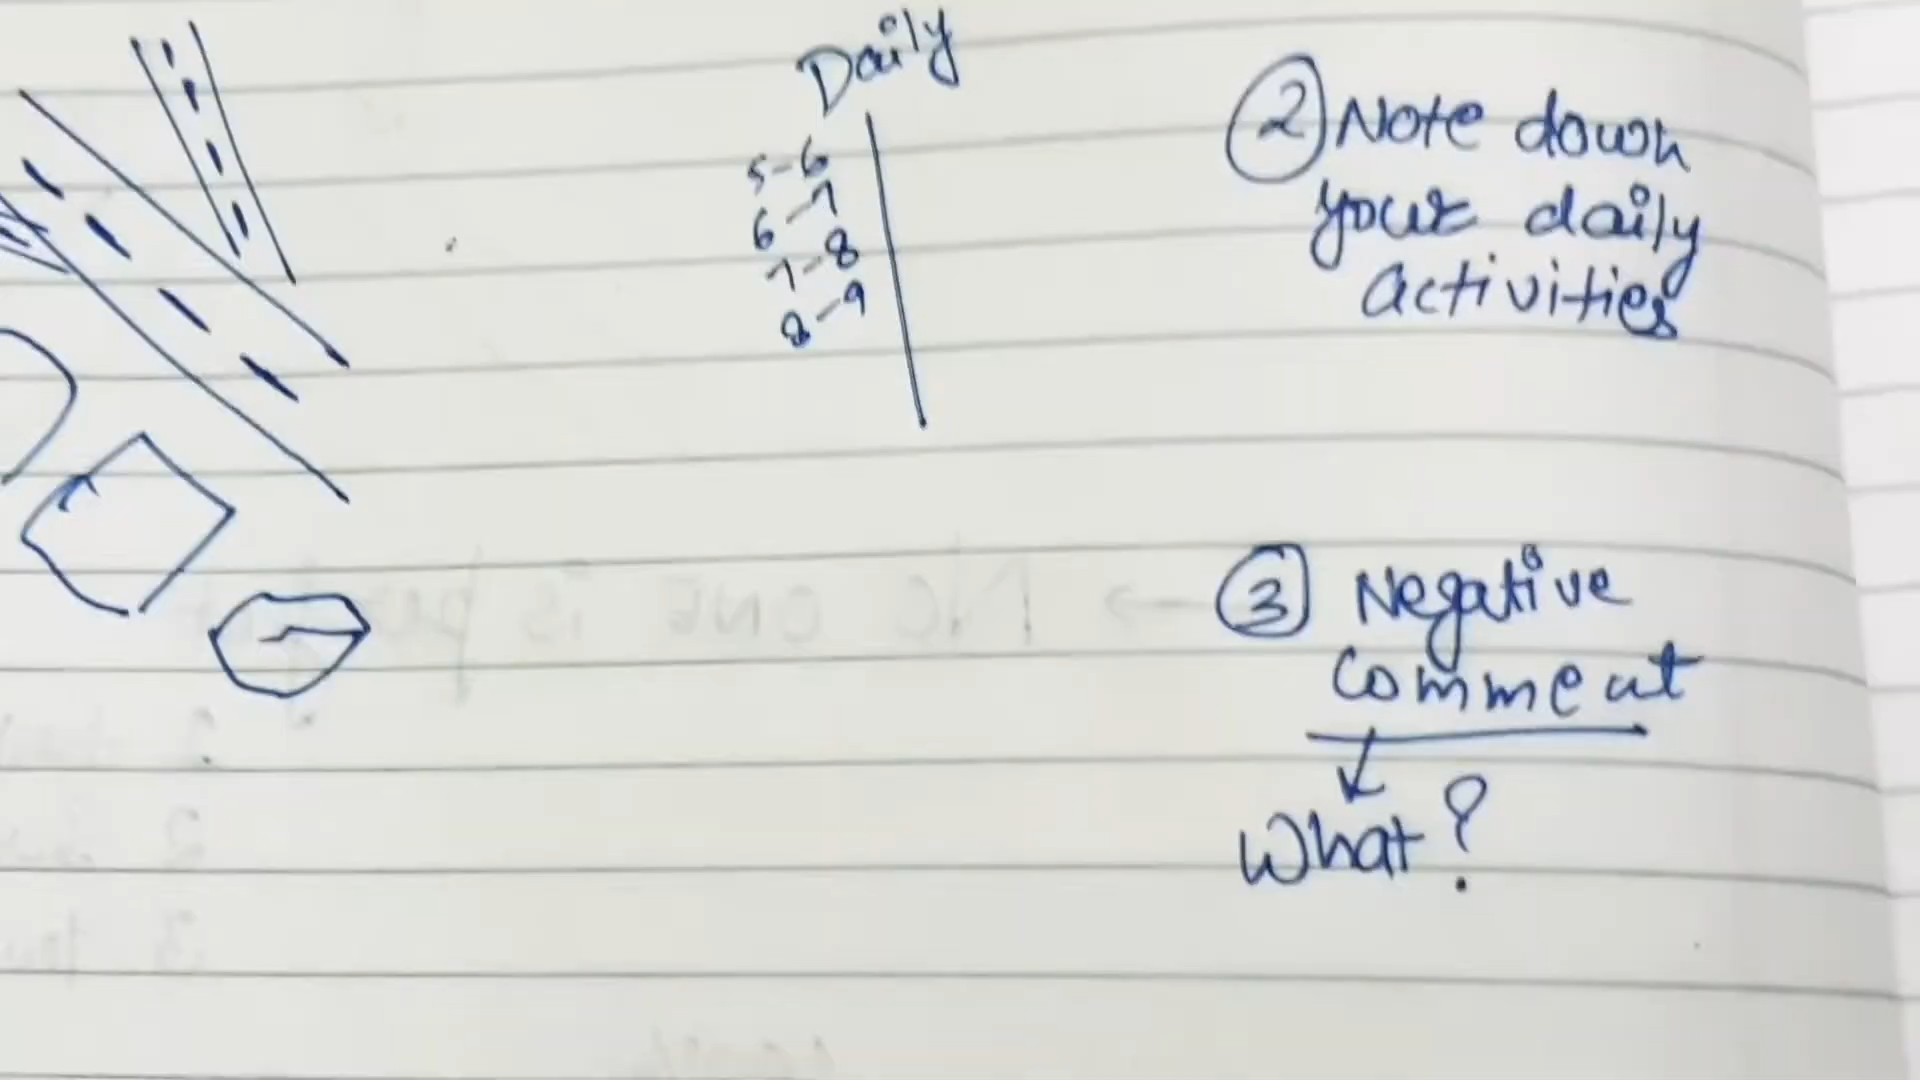 Daily
5-6
6-7
7-8
8-9
② Note down
your daily
activities
③ Negative
comment
What?